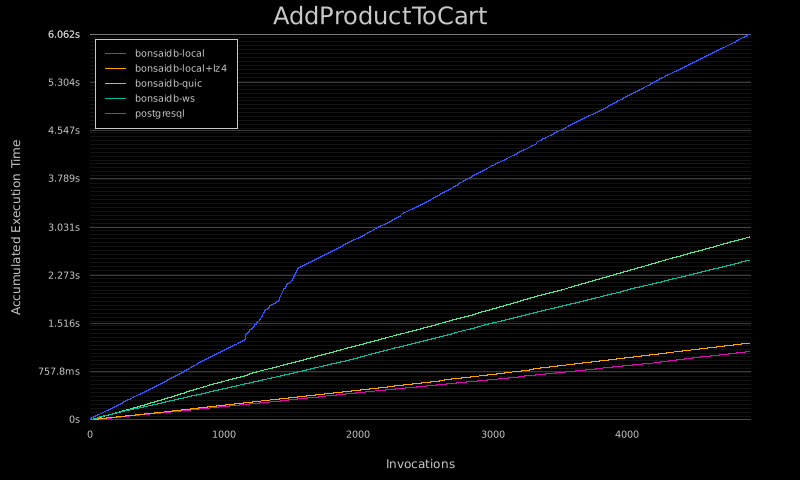 AddProductToCart
6.062s
5.304s
4.547s
3.789s
3.031s
2.273s
1.516s
757.8ms
0s
Accumulated Execution Time
bonsaidb-local
bonsaidb-local+lz4
bonsaidb-quic
bonsaidb-ws
postgresql
0 1000 2000 3000 4000
Invocations